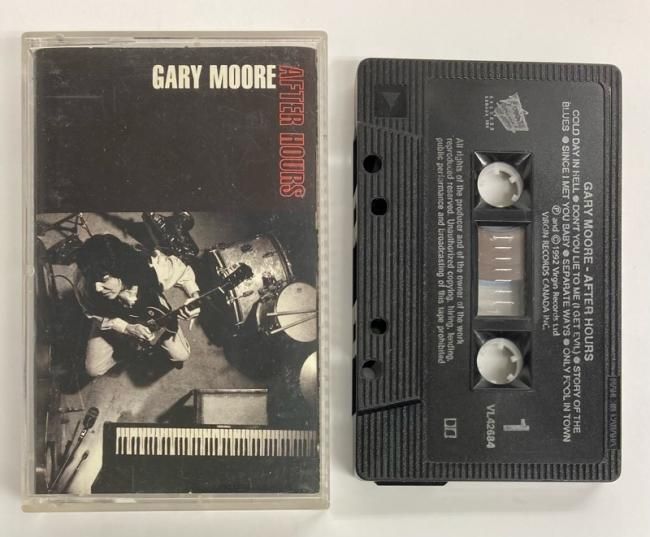 GARY MOORE
AFTER HOURS
GARY MOORE - AFTER HOURS
COLD DAY IN HELL ● DON'T YOU LIE TO ME (I GET EVIL) ● STORY OF THE
BLUES ● SINCE I MET YOU BABY ● SEPARATE WAYS ● ONLY FOOL IN TOWN
℗ and © 1992 Virgin Records Ltd
VIRGIN RECORDS CANADA INC.
All rights of the producer and of the owner of the work
reproduced reserved. Unauthorized copying, hiring, lending,
public performance and broadcasting of this tape prohibited
1
VL42684